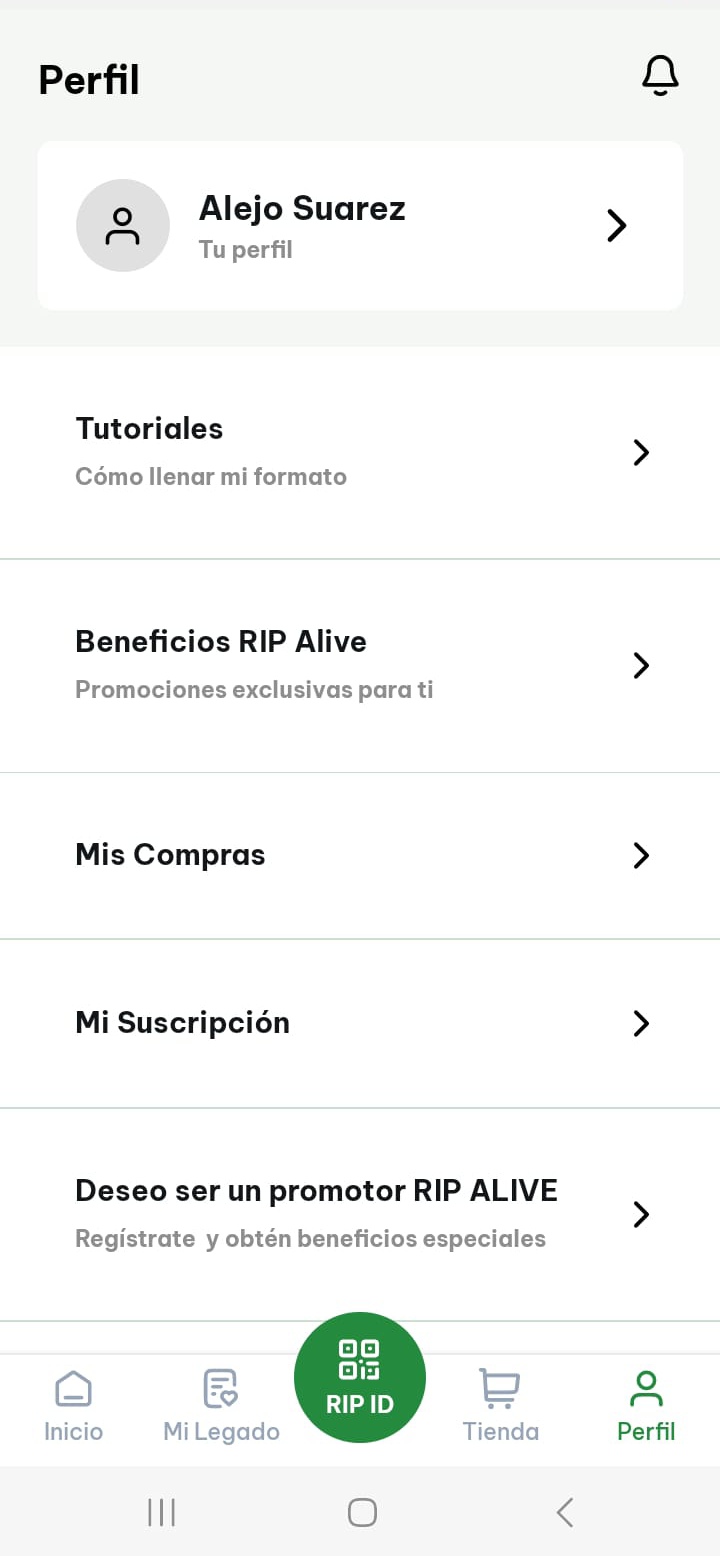 Perfil
Alejo Suarez
Tu perfil
Tutoriales
Cómo llenar mi formato
Beneficios RIP Alive
Promociones exclusivas para ti
Mis Compras
Mi Suscripción
Deseo ser un promotor RIP ALIVE
Regístrate  y obtén beneficios especiales
RIP ID
Inicio
Mi Legado
Tienda
Perfil